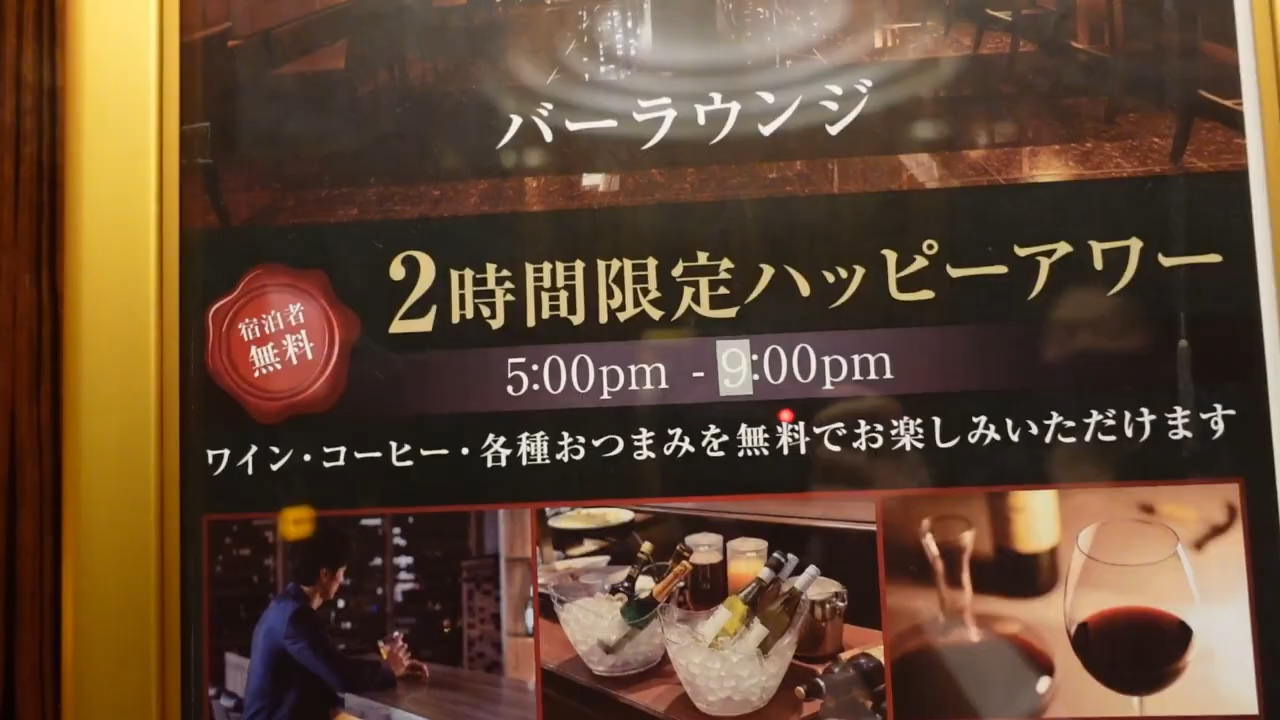 バーラウンジ
宿泊者
無料
2時間限定ハッピーアワー
5:00pm - 9:00pm
ワイン・コーヒー・各種おつまみを無料でお楽しみいただけます